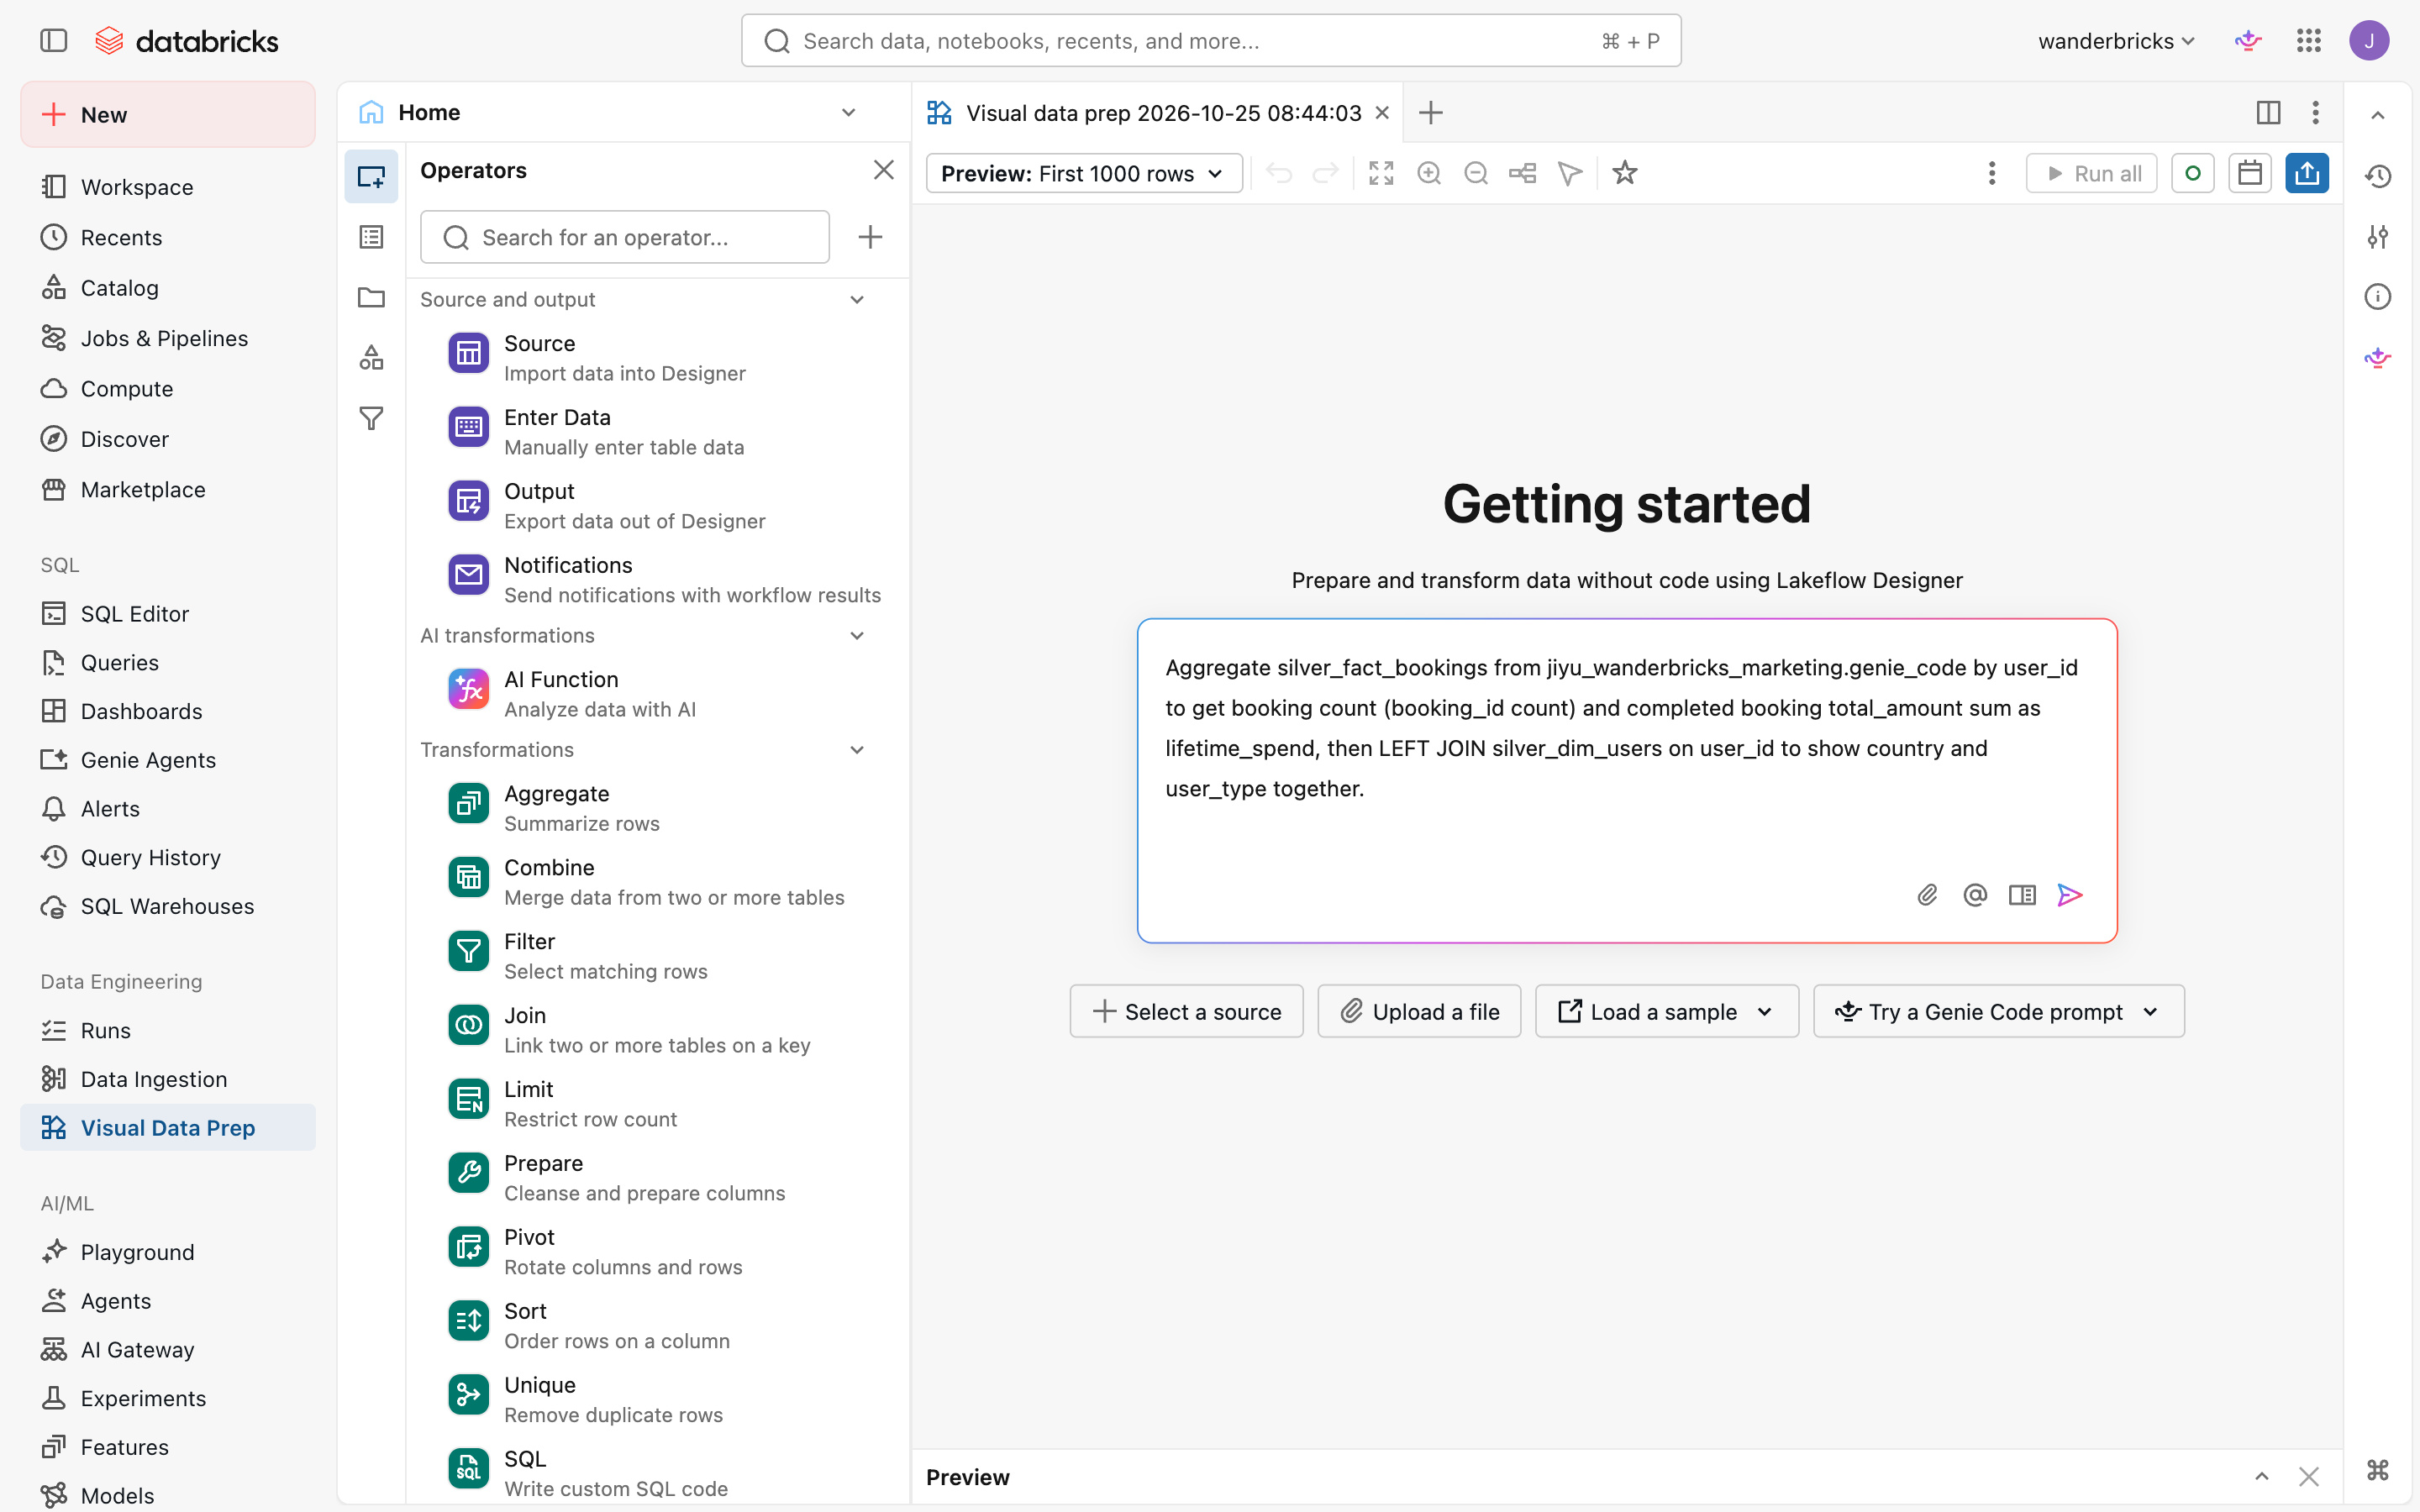 databricks
Search data, notebooks, recents, and more...
⌘ + P
wanderbricks
J
New
Workspace
Recents
Catalog
Jobs & Pipelines
Compute
Discover
Marketplace
SQL
SQL Editor
Queries
Dashboards
Genie Agents
Alerts
Query History
SQL Warehouses
Data Engineering
Runs
Data Ingestion
Visual Data Prep
AI/ML
Playground
Agents
AI Gateway
Experiments
Features
Models
Home
Operators
Search for an operator...
Source and output
Source
Import data into Designer
Enter Data
Manually enter table data
Output
Export data out of Designer
Notifications
Send notifications with workflow results
AI transformations
AI Function
Analyze data with AI
Transformations
Aggregate
Summarize rows
Combine
Merge data from two or more tables
Filter
Select matching rows
Join
Link two or more tables on a key
Limit
Restrict row count
Prepare
Cleanse and prepare columns
Pivot
Rotate columns and rows
Sort
Order rows on a column
Unique
Remove duplicate rows
SQL
SQL
Write custom SQL code
Visual data prep 2026-10-25 08:44:03
Preview: First 1000 rows
Run all
Getting started
Prepare and transform data without code using Lakeflow Designer
Aggregate silver_fact_bookings from jiyu_wanderbricks_marketing.genie_code by user_id
to get booking count (booking_id count) and completed booking total_amount sum as
lifetime_spend, then LEFT JOIN silver_dim_users on user_id to show country and
user_type together.
Select a source
Upload a file
Load a sample
Try a Genie Code prompt
Preview